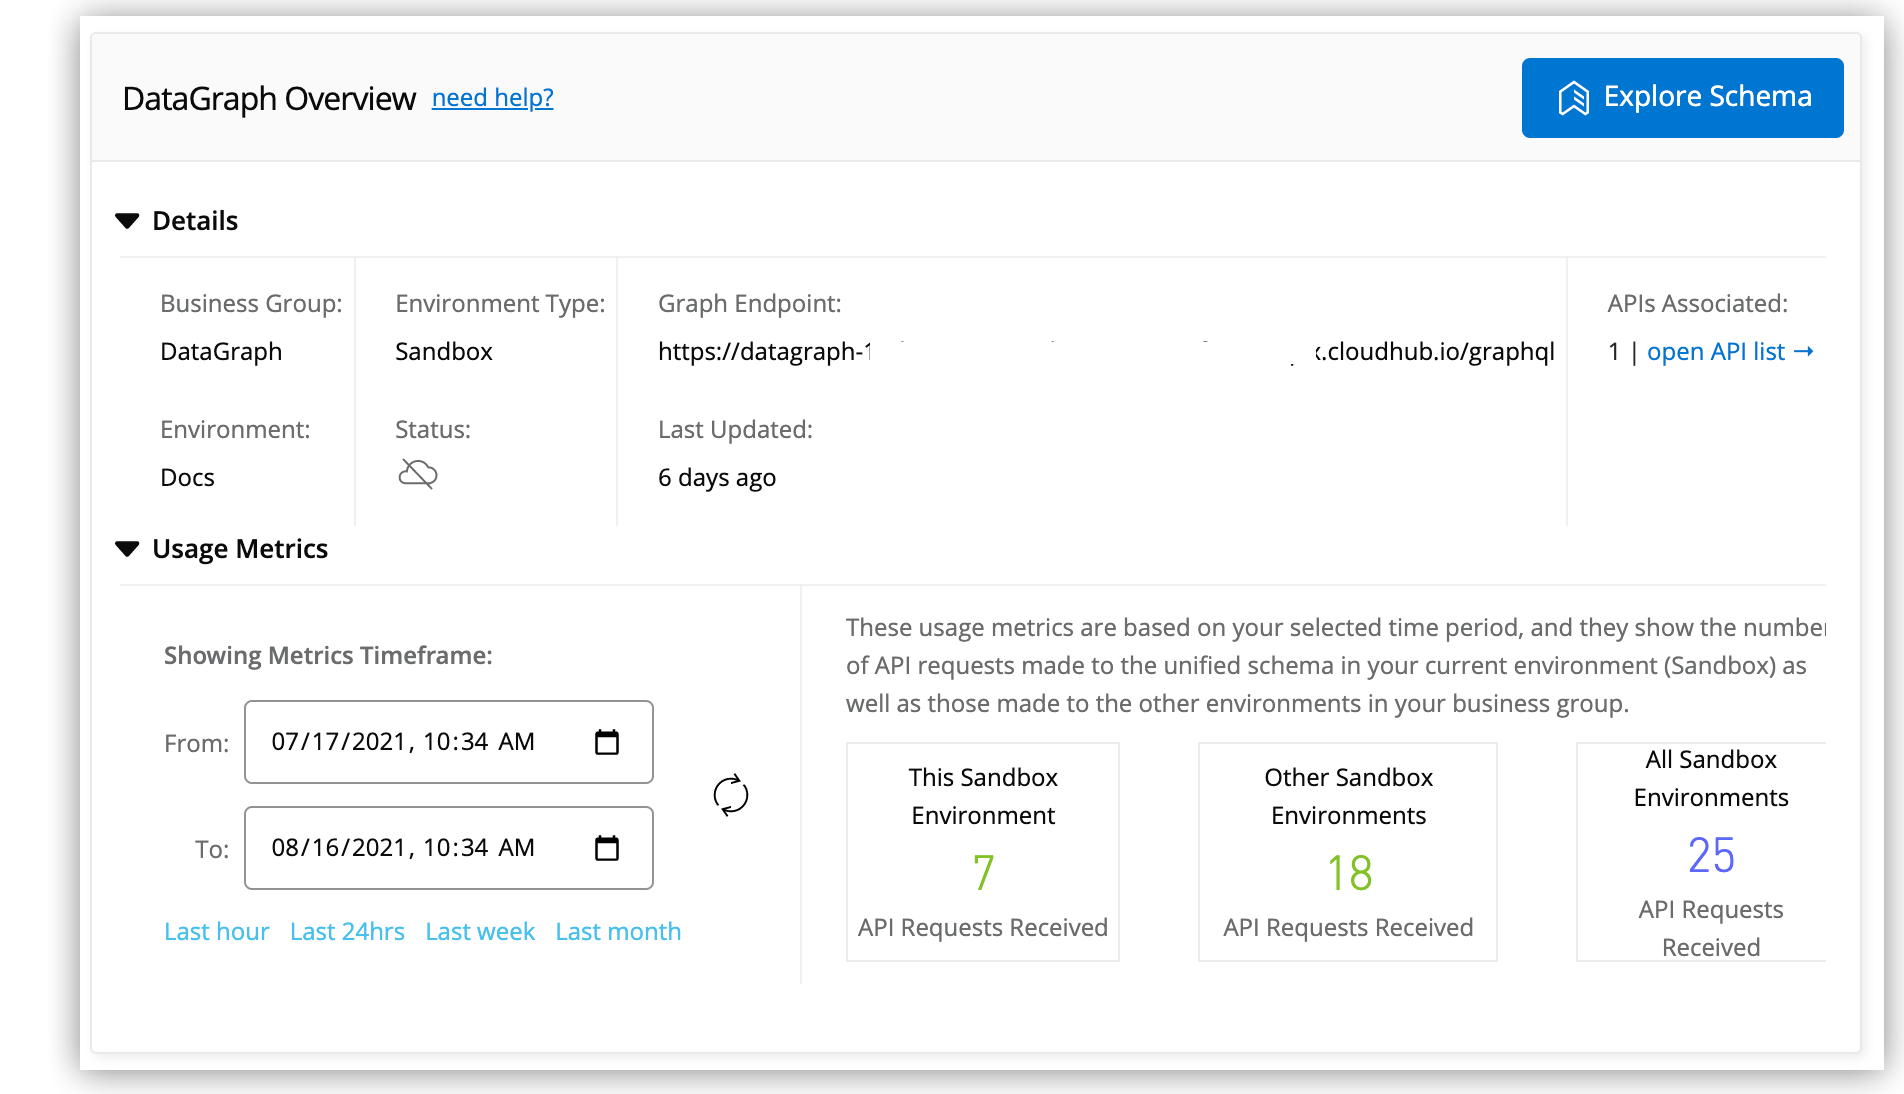 DataGraph Overview need help?
Explore Schema
Details
Business Group:
DataGraph
Environment Type:
Sandbox
Graph Endpoint:
https://datagraph-1 .cloudhub.io/graphql
APIs Associated:
1 | open API list →
Environment:
Docs
Status:
Last Updated:
6 days ago
Usage Metrics
Showing Metrics Timeframe:
From: 07/17/2021, 10:34 AM
To: 08/16/2021, 10:34 AM
Last hour Last 24hrs Last week Last month
These usage metrics are based on your selected time period, and they show the number
of API requests made to the unified schema in your current environment (Sandbox) as
well as those made to the other environments in your business group.
This Sandbox
Environment
7
API Requests Received
Other Sandbox
Environments
18
API Requests Received
All Sandbox
Environments
25
API Requests
Received